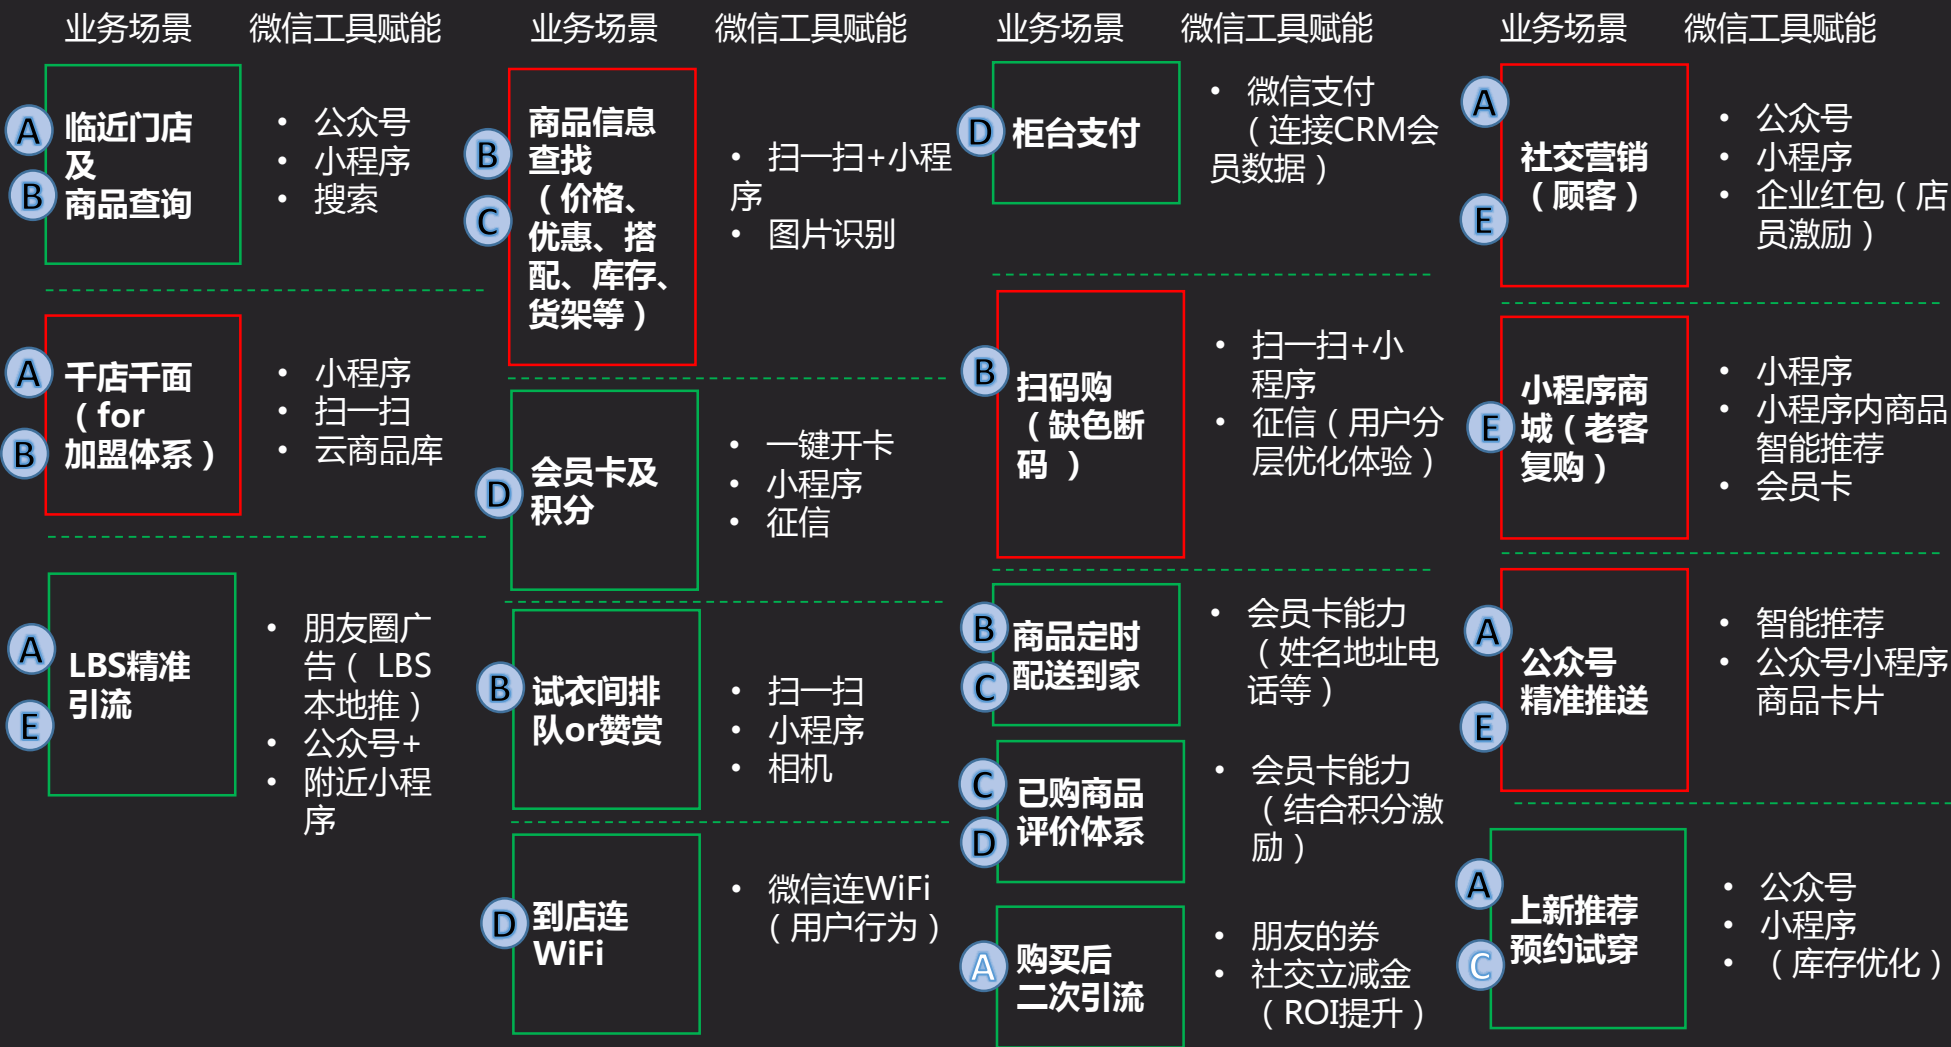 业务场景
微信工具赋能
A
B
临近门店
及
商品查询
• 公众号
• 小程序
• 搜索
A
B
千店千面
（for
加盟体系）
• 小程序
• 扫一扫
• 云商品库
A
E
LBS精准
引流
• 朋友圈广
告（ LBS
本地推）
• 公众号+
• 附近小程
序
业务场景
微信工具赋能
B
C
商品信息
查找
（价格、
优惠、搭
配、库存、
货架等）
• 扫一扫+小程
序
• 图片识别
D
会员卡及
积分
• 一键开卡
• 小程序
• 征信
B
试衣间排
队or赞赏
• 扫一扫
• 小程序
• 相机
D
到店连
WiFi
• 微信连WiFi
（用户行为）
业务场景
微信工具赋能
D
柜台支付
• 微信支付
（连接CRM会
员数据）
B
扫码购
（缺色断
码 ）
• 扫一扫+小
程序
• 征信（用户分
层优化体验）
B
C
商品定时
配送到家
• 会员卡能力
（姓名地址电
话等）
C
D
已购商品
评价体系
• 会员卡能力
（结合积分激
励）
A
购买后
二次引流
• 朋友的券
• 社交立减金
（ROI提升）
业务场景
微信工具赋能
A
E
社交营销
（顾客）
• 公众号
• 小程序
• 企业红包（店
员激励）
E
小程序商
城（老客
复购）
• 小程序
• 小程序内商品
智能推荐
• 会员卡
A
E
公众号
精准推送
• 智能推荐
• 公众号小程序
商品卡片
A
C
上新推荐
预约试穿
• 公众号
• 小程序
• （库存优化）